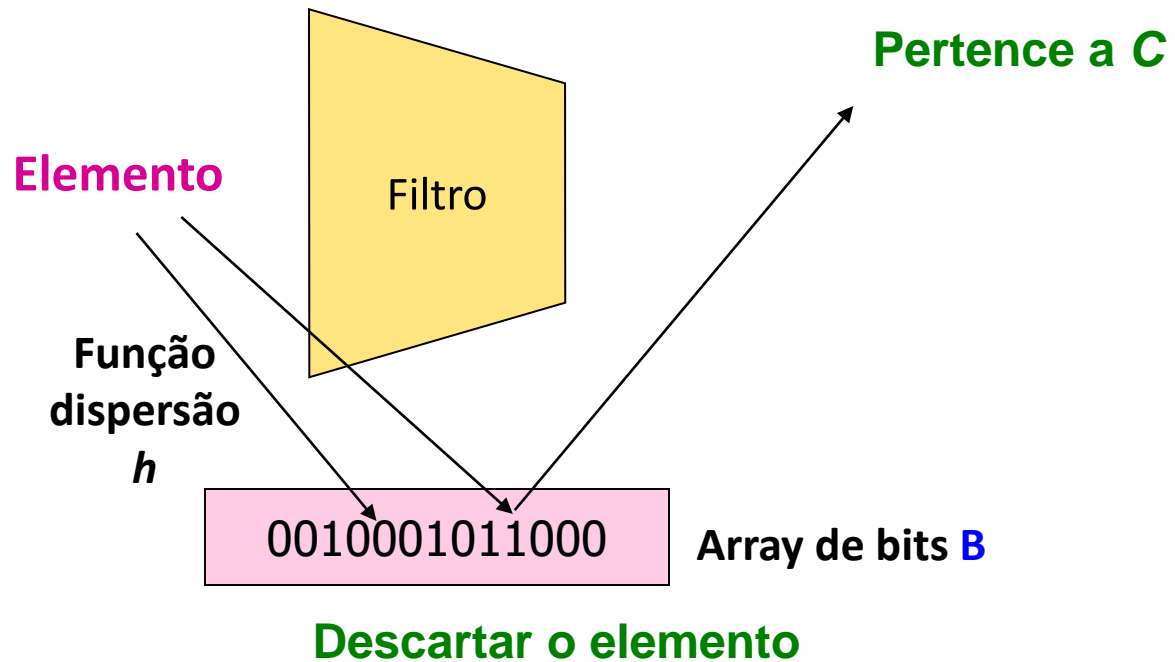 Pertence a C
Elemento
Filtro
Função
dispersão
h
0010001011000
Array de bits B
Descartar o elemento